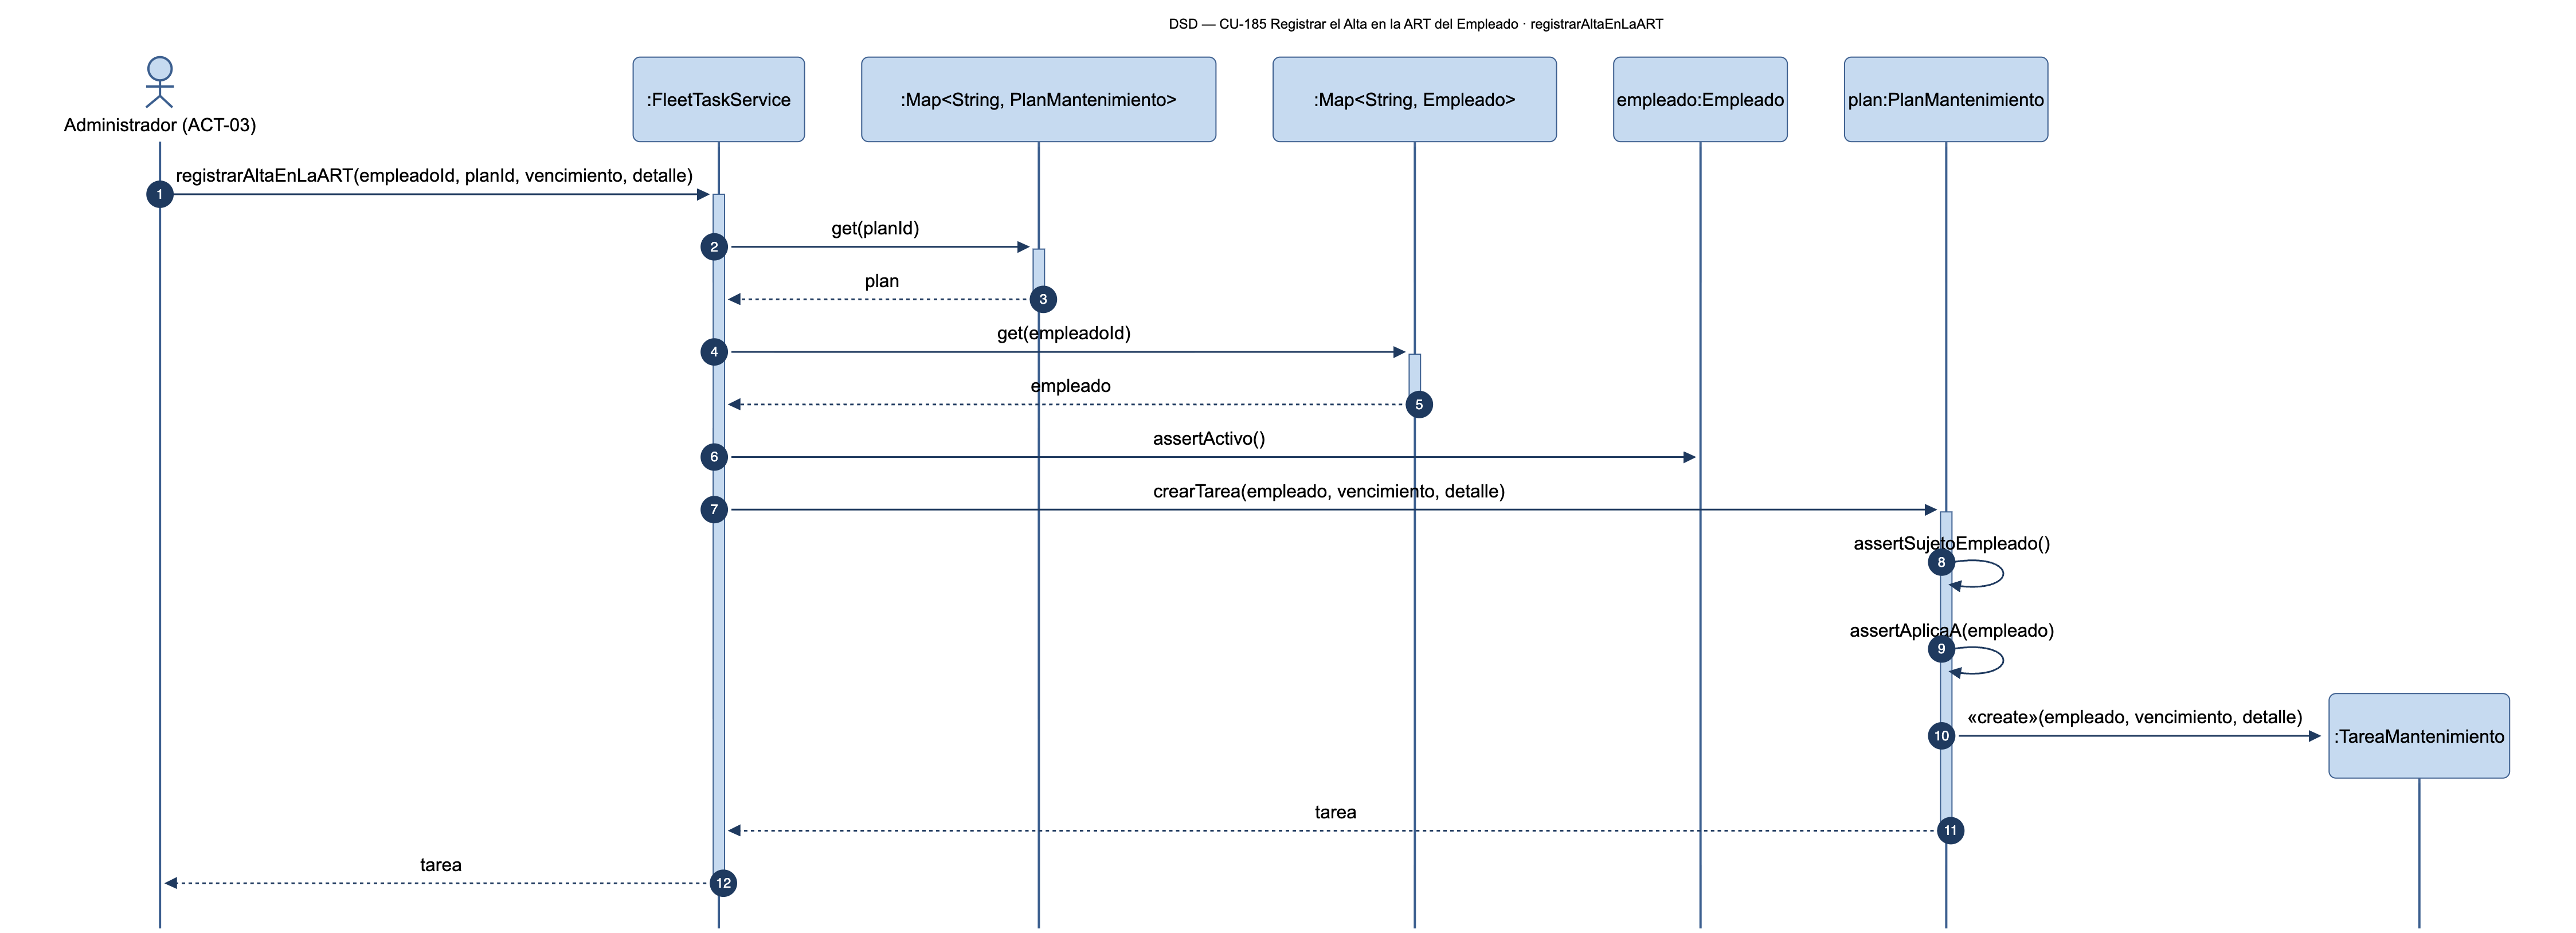 DSD — CU-185 Registrar el Alta en la ART del Empleado · registrarAltaEnLaART
Administrador (ACT-03)
:FleetTaskService
:Map<String, PlanMantenimiento>
:Map<String, Empleado>
empleado:Empleado
plan:PlanMantenimiento
1
registrarAltaEnLaART(empleadoId, planId, vencimiento, detalle)
2
get(planId)
plan
3
get(empleadoId)
4
empleado
5
assertActivo()
6
crearTarea(empleado, vencimiento, detalle)
7
assertSujetoEmpleado()
8
assertAplicaA(empleado)
9
«create»(empleado, vencimiento, detalle)
10
:TareaMantenimiento
tarea
11
tarea
12